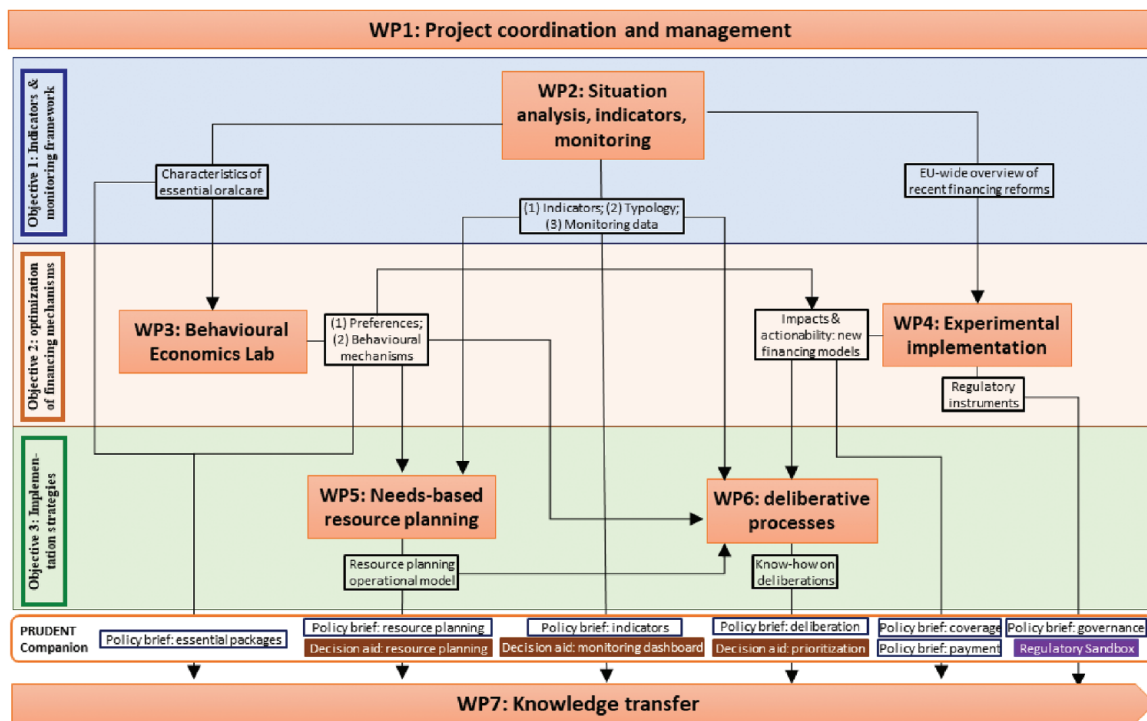 WP1: Project coordination and management
Objective 1: Indicators &
monitoring framework
WP2: Situation
analysis, indicators,
monitoring
Characteristics of
essential oralcare
EU-wide overview of
recent financing reforms
(1) Indicators; (2) Typology;
(3) Monitoring data
Objective 2: optimization
of financing mechanisms
WP3: Behavioural
Economics Lab
(1) Preferences;
(2) Behavioural
mechanisms
Impacts &
actionability: new
financing models
WP4: Experimental
implementation
Regulatory
instruments
Objective 3: Implemen-
tation strategies
WP5: Needs-based
resource planning
WP6: deliberative
processes
Resource planning
operational model
Know-how on
deliberations
PRUDENT
Companion
Policy brief: essential packages
Policy brief: resource planning
Decision aid: resource planning
Policy brief: indicators
Decision aid: monitoring dashboard
Policy brief: deliberation
Decision aid: prioritization
Policy brief: coverage
Policy brief: payment
Policy brief: governance
Regulatory Sandbox
WP7: Knowledge transfer